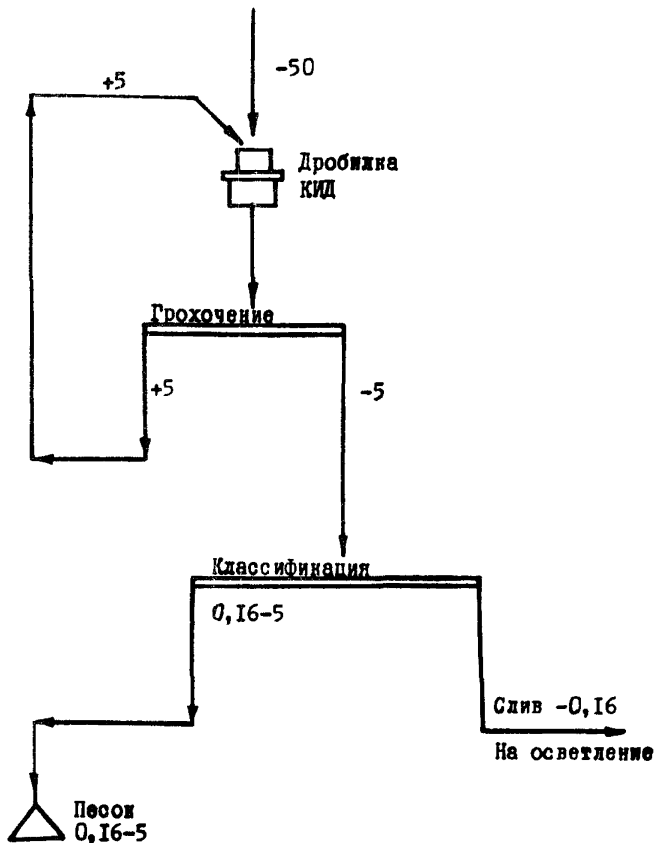 +5
-50
Дробилка
КИД
Грохочение
+5
-5
Классификация
0,16-5
Слив -0,16
На осветление
Песок
0,16-5